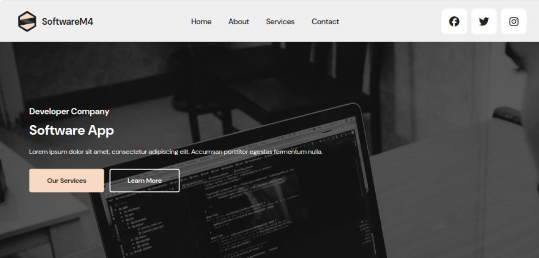 SoftwareM4
Home About Services Contact
Developer Company
Software App
Lorem ipsum dolor sit amet, consectetur adipiscing elit. Accumsan porttitor egestas fermentum nulla.
Our Services Learn More